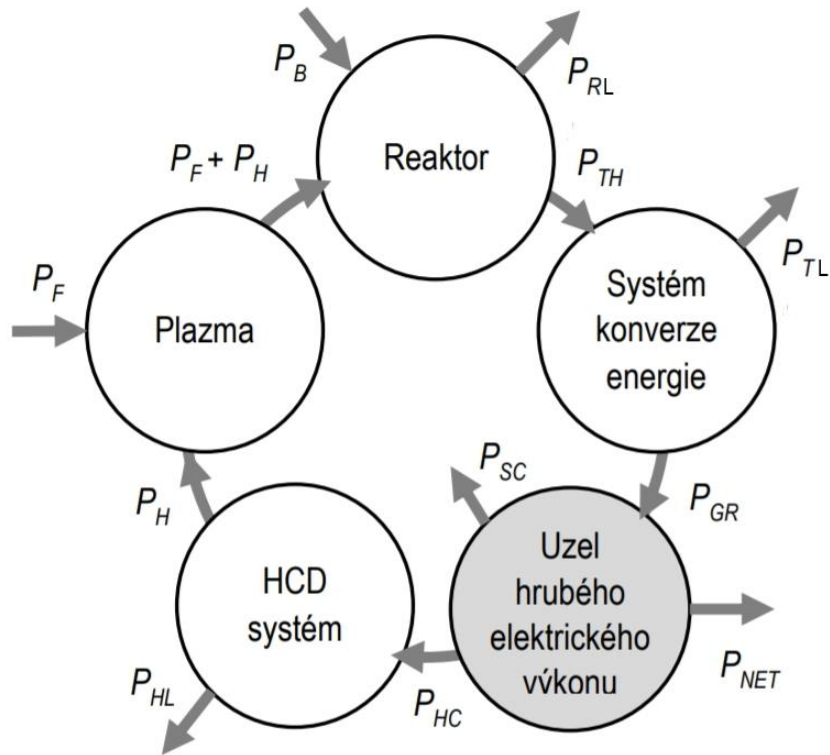 P_B
P_RL
P_F + P_H
Reaktor
P_TH
P_F
Plazma
Systém
konverze
energie
P_TL
P_SC
P_GR
P_H
HCD
systém
Uzel
hrubého
elektrického
výkonu
P_HL
P_HC
P_NET